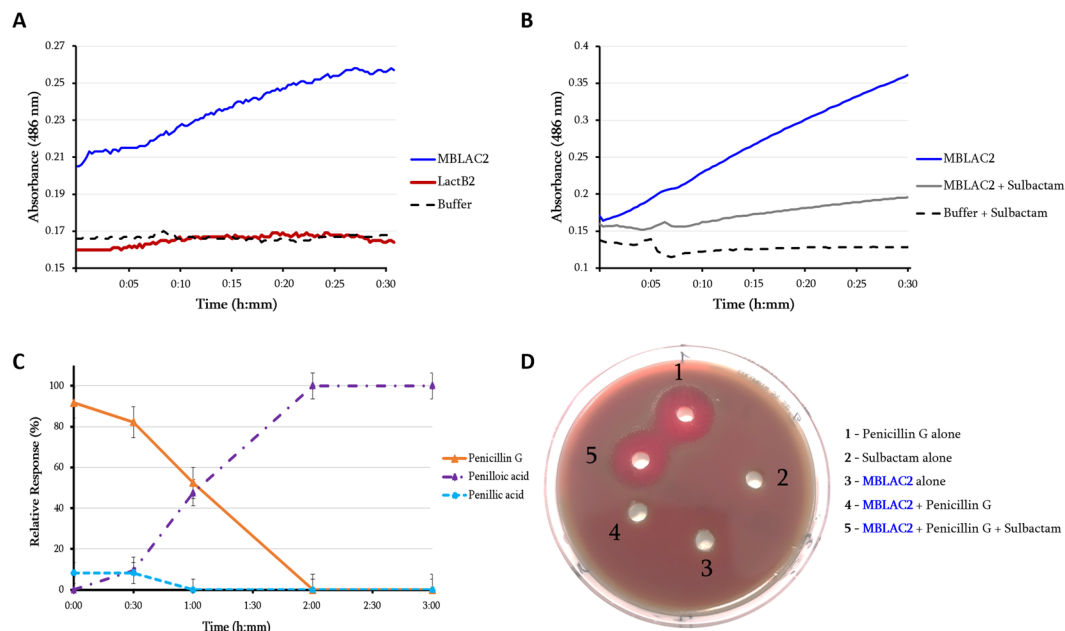 A
0.27
0.25
0.23
0.21
0.19
0.17
0.15
0:05
0:10
0:15
0:20
0:25
0:30
Absorbance (486 nm)
Time (h:mm)
MBLAC2
LactB2
Buffer
B
0.4
0.35
0.3
0.25
0.2
0.15
0.1
0:00
0:05
0:10
0:15
0:20
0:25
0:30
Absorbance (486 nm)
Time (h:mm)
MBLAC2
MBLAC2 + Sulbactam
Buffer + Sulbactam
C
100
80
60
40
20
0
0:00
0:30
1:00
1:30
2:00
2:30
3:00
Relative Response (%)
Time (h:mm)
Penicillin G
Penilloic acid
Penillic acid
D
1
2
3
4
5
1 - Penicillin G alone
2 - Sulbactam alone
3 - MBLAC2 alone
4 - MBLAC2 + Penicillin G
5 - MBLAC2 + Penicillin G + Sulbactam